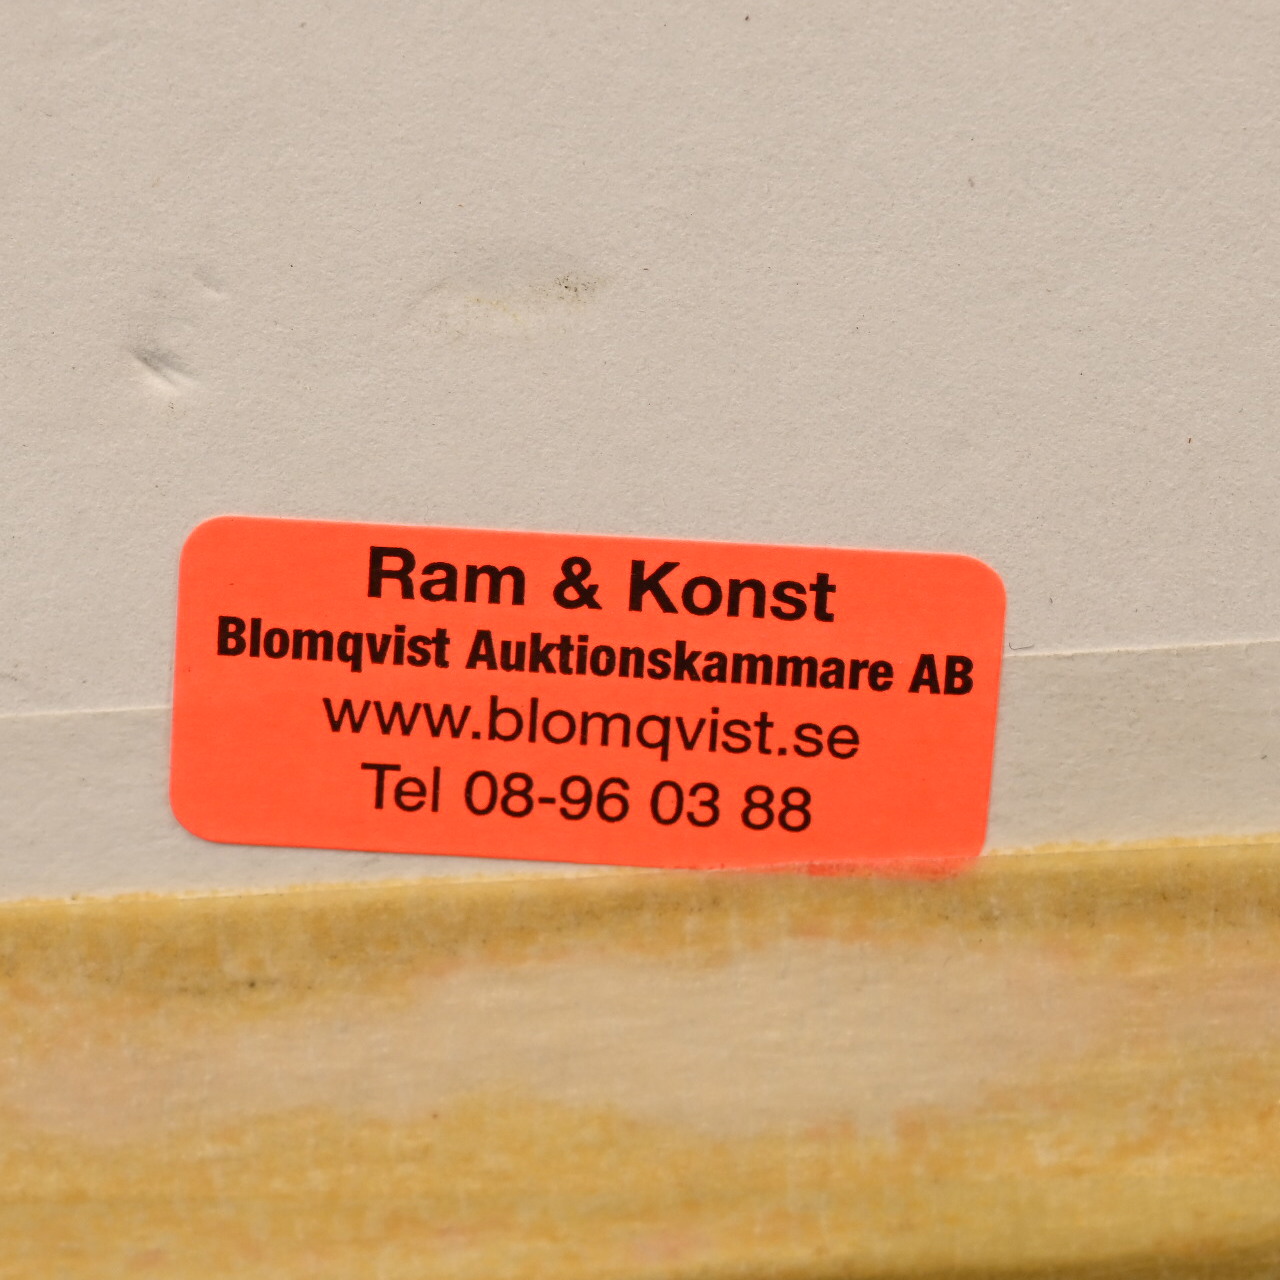 Ram & Konst
Blomqvist Auktionskammare AB
www.blomqvist.se
Tel 08-96 03 88